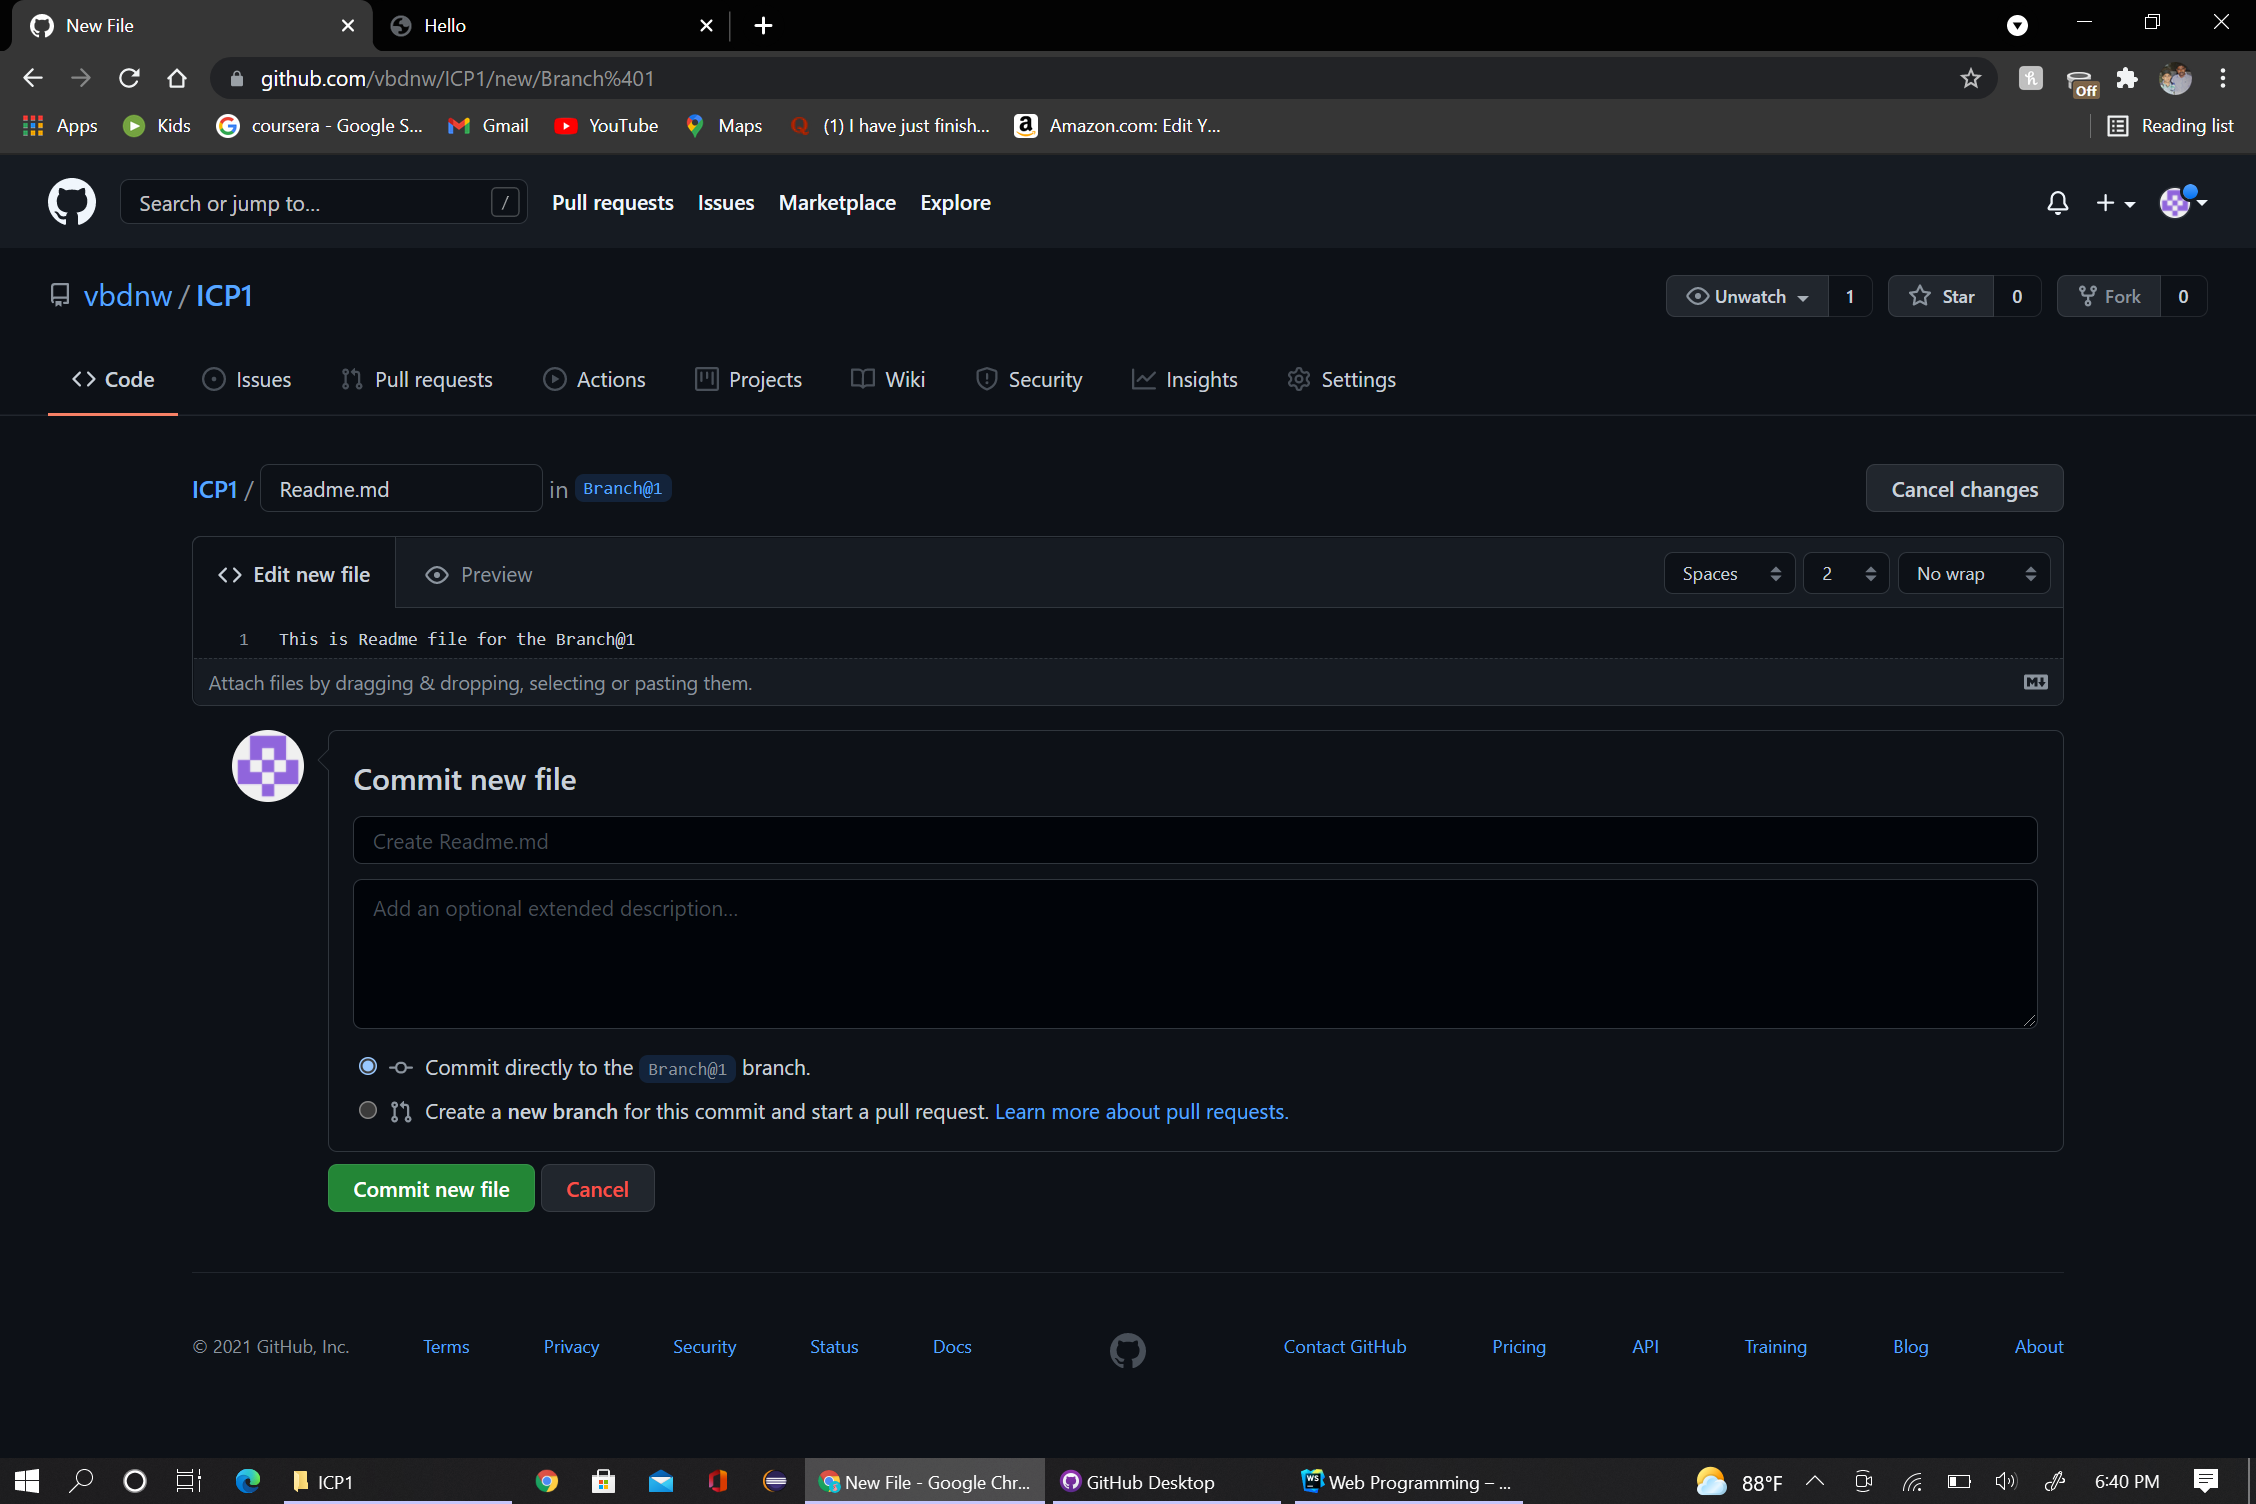 New File
Hello
github.com/vbdnw/ICP1/new/Branch%401
Off
Apps
Kids
coursera - Google S...
Gmail
YouTube
Maps
(1) I have just finish...
Amazon.com: Edit Y...
Reading list
Search or jump to...
/
Pull requests
Issues
Marketplace
Explore
vbdnw / ICP1
Unwatch 1
Star 0
Fork 0
Code
Issues
Pull requests
Actions
Projects
Wiki
Security
Insights
Settings
ICP1 / Readme.md in Branch@1
Cancel changes
Edit new file
Preview
Spaces
2
No wrap
1 This is Readme file for the Branch@1
Attach files by dragging & dropping, selecting or pasting them.
Commit new file
Create Readme.md
Add an optional extended description...
Commit directly to the Branch@1 branch.
Create a new branch for this commit and start a pull request. Learn more about pull requests.
Commit new file
Cancel
© 2021 GitHub, Inc.
Terms
Privacy
Security
Status
Docs
Contact GitHub
Pricing
API
Training
Blog
About
ICP1
New File - Google Chr...
GitHub Desktop
WS
Web Programming – ...
88°F
6:40 PM